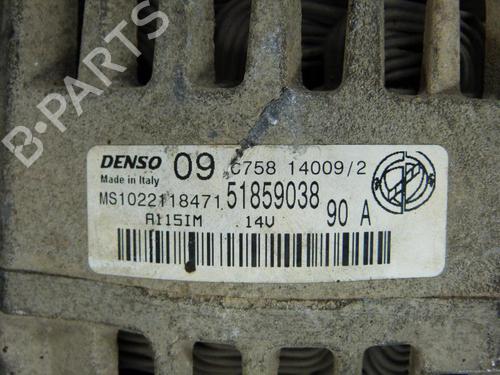 B-PARTS
DENSO 09 C758 14009/2
Made in Italy
MS1022118471 51859038
A115IM 14V 90 A